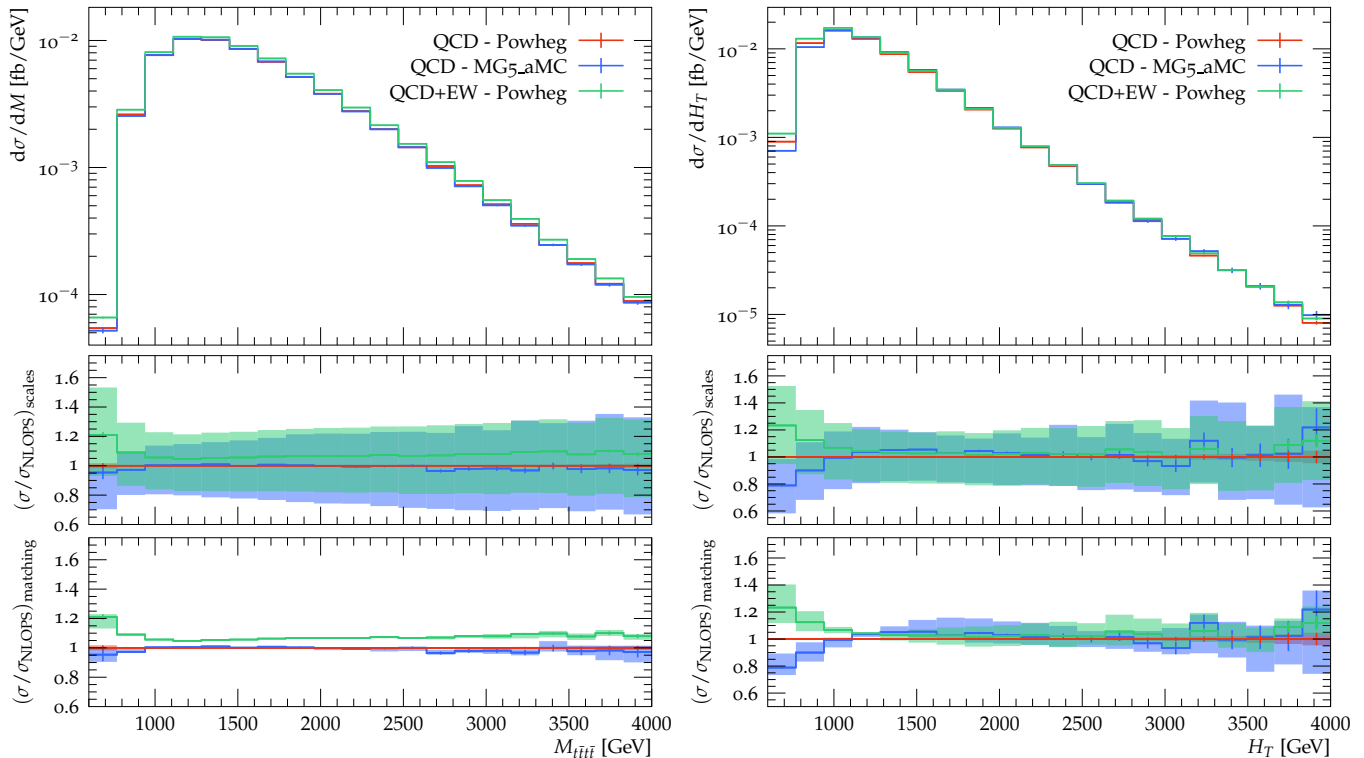 QCD - Powheg
QCD - MG5_aMC
QCD+EW - Powheg
dσ/dM [fb/GeV]
10⁻²
10⁻³
10⁻⁴
(σ/σNLOPS)scales
1.6
1.4
1.2
1
0.8
0.6
(σ/σNLOPS)matching
1.6
1.4
1.2
1
0.8
0.6
1000 1500 2000 2500 3000 3500 4000
M_{tt̄tt̄} [GeV]
QCD - Powheg
QCD - MG5_aMC
QCD+EW - Powheg
dσ/dH_T [fb/GeV]
10⁻²
10⁻³
10⁻⁴
10⁻⁵
(σ/σNLOPS)scales
1.6
1.4
1.2
1
0.8
0.6
(σ/σNLOPS)matching
1.6
1.4
1.2
1
0.8
0.6
1000 1500 2000 2500 3000 3500 4000
H_T [GeV]